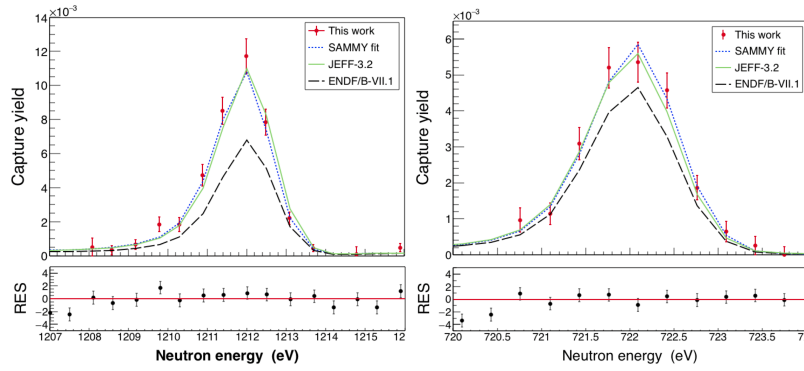 ×10⁻³
14
12
10
8
6
4
2
0
Capture yield
This work
SAMMY fit
JEFF-3.2
ENDF/B-VII.1
4
2
0
−2
−4
RES
1207 1208 1209 1210 1211 1212 1213 1214 1215 12
Neutron energy (eV)
×10⁻³
6
5
4
3
2
1
0
Capture yield
This work
SAMMY fit
JEFF-3.2
ENDF/B-VII.1
4
2
0
−2
−4
RES
720 720.5 721 721.5 722 722.5 723 723.5 7
Neutron energy (eV)